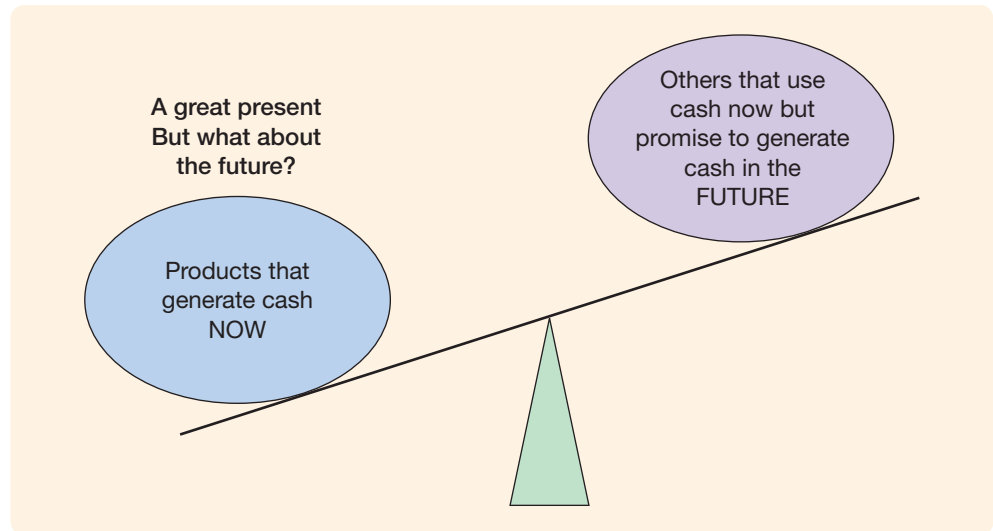 A great present
But what about
the future?
Products that
generate cash
NOW
Others that use
cash now but
promise to generate
cash in the
FUTURE